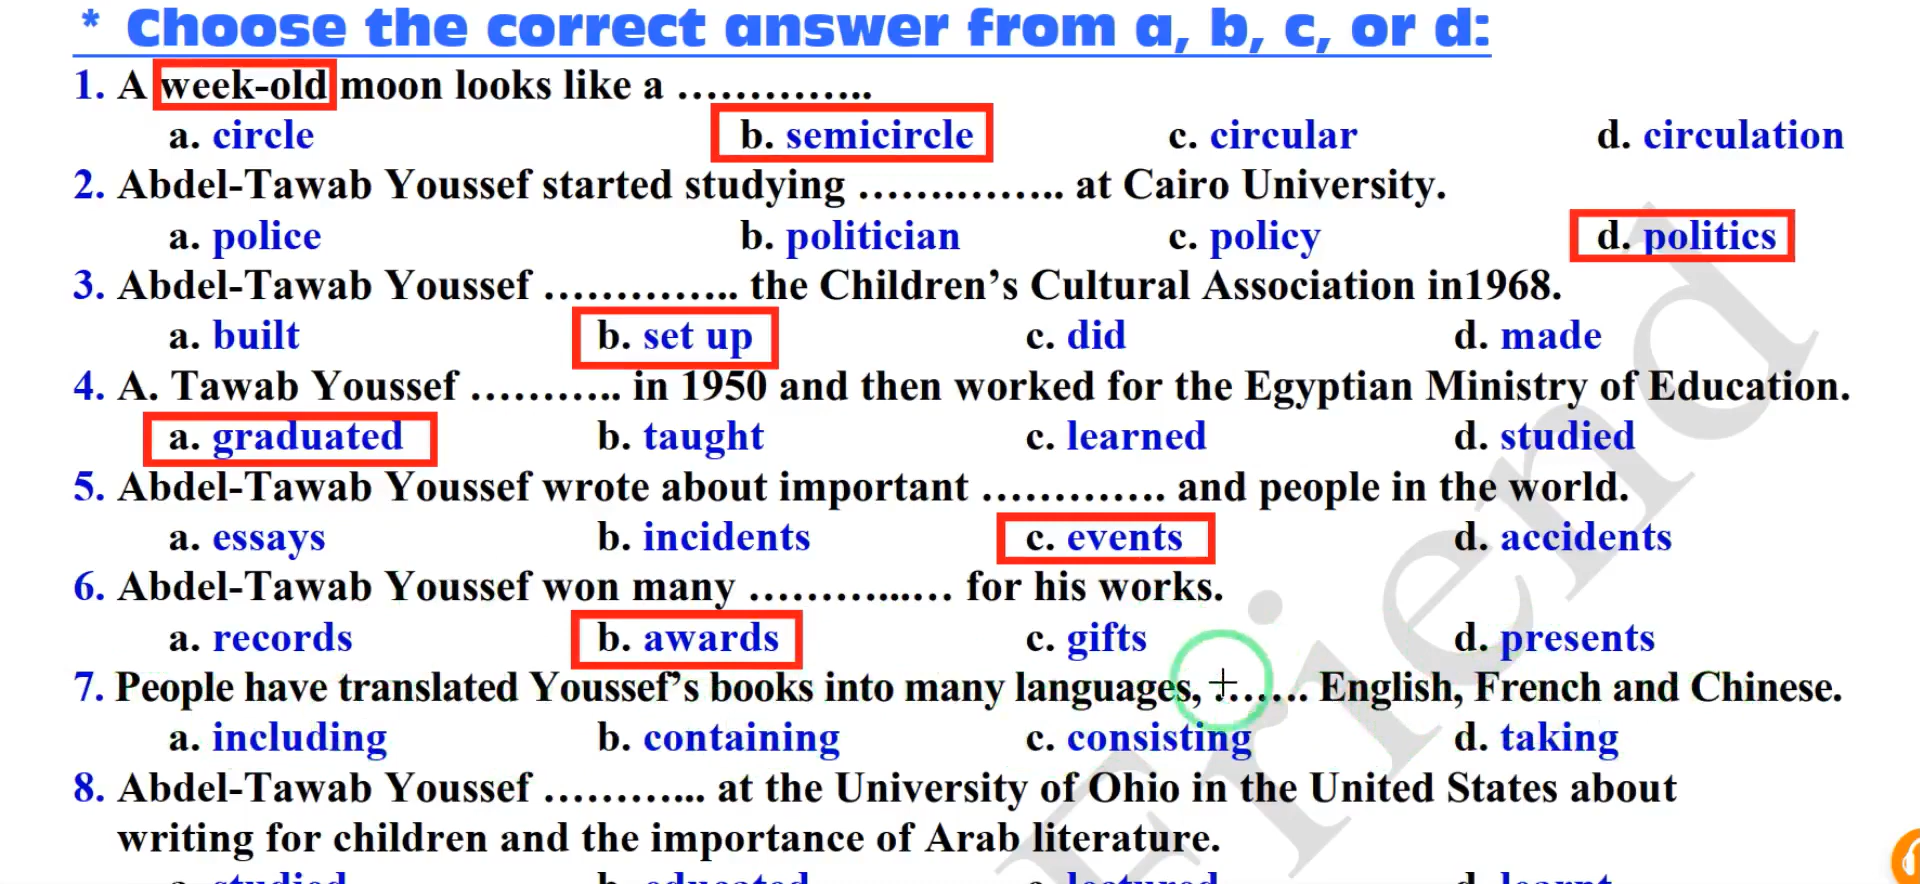 * Choose the correct answer from a, b, c, or d:
1. A week-old moon looks like a …………..
a. circle b. semicircle c. circular d. circulation
2. Abdel-Tawab Youssef started studying …….…….. at Cairo University.
a. police b. politician c. policy d. politics
3. Abdel-Tawab Youssef ………….. the Children’s Cultural Association in1968.
a. built b. set up c. did d. made
4. A. Tawab Youssef ……….. in 1950 and then worked for the Egyptian Ministry of Education.
a. graduated b. taught c. learned d. studied
5. Abdel-Tawab Youssef wrote about important …………. and people in the world.
a. essays b. incidents c. events d. accidents
6. Abdel-Tawab Youssef won many ………...… for his works.
a. records b. awards c. gifts d. presents
7. People have translated Youssef’s books into many languages, ……. English, French and Chinese.
a. including b. containing c. consisting d. taking
8. Abdel-Tawab Youssef ………... at the University of Ohio in the United States about
writing for children and the importance of Arab literature.
a. studied b. educated c. lectured d. learnt
Friend